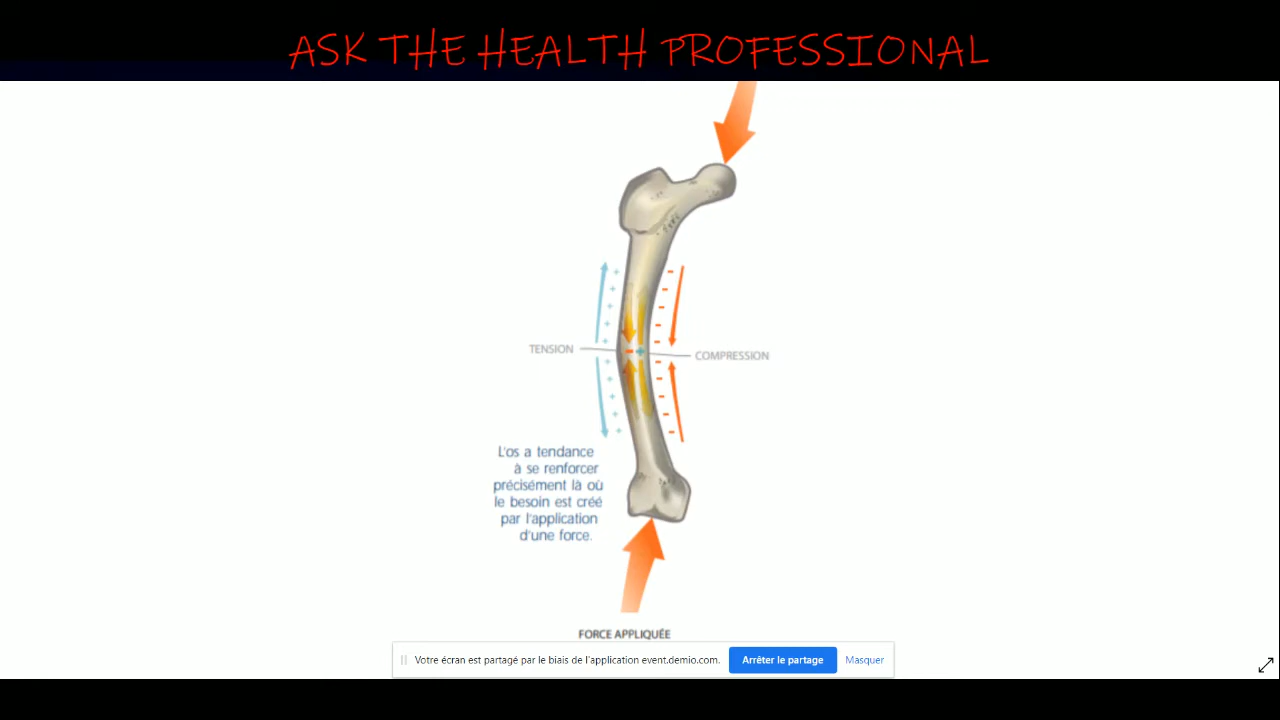 ASK THE HEALTH PROFESSIONAL
TENSION
COMPRESSION
L'os a tendance
à se renforcer
précisément là où
le besoin est créé
par l'application
d'une force.
FORCE APPLIQUÉE
Votre écran est partagé par le biais de l'application event.demio.com.
Arrêter le partage
Masquer